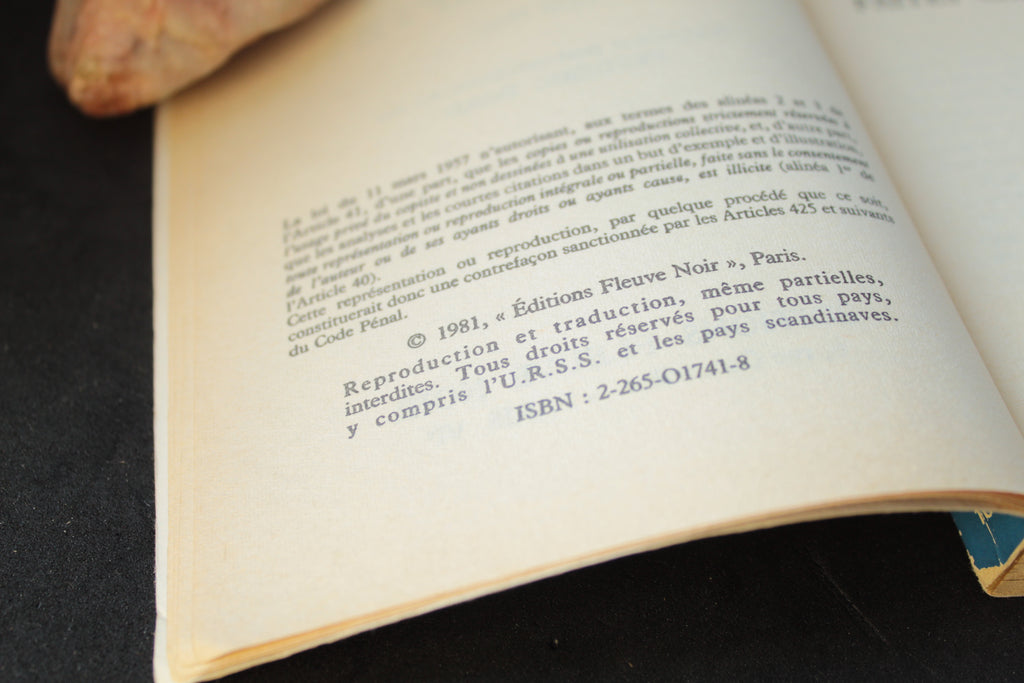 La loi du 11 mars 1957 n'autorisant, aux termes des alinéas 2 et 3 de
l'Article 41, d'une part, que les copies ou reproductions strictement réservées à
l'usage privé du copiste et non destinées à une utilisation collective, et, d'autre part,
que les analyses et les courtes citations dans un but d'exemple et d'illustration,
toute représentation ou reproduction intégrale ou partielle, faite sans le consentement
de l'auteur ou de ses ayants droits ou ayants cause, est illicite (alinéa 1er de
l'Article 40).
Cette représentation ou reproduction, par quelque procédé que ce soit,
constituerait donc une contrefaçon sanctionnée par les Articles 425 et suivants
du Code Pénal.
© 1981, « Éditions Fleuve Noir », Paris.
Reproduction et traduction, même partielles,
interdites. Tous droits réservés pour tous pays,
y compris l'U.R.S.S. et les pays scandinaves.
ISBN : 2-265-O1741-8